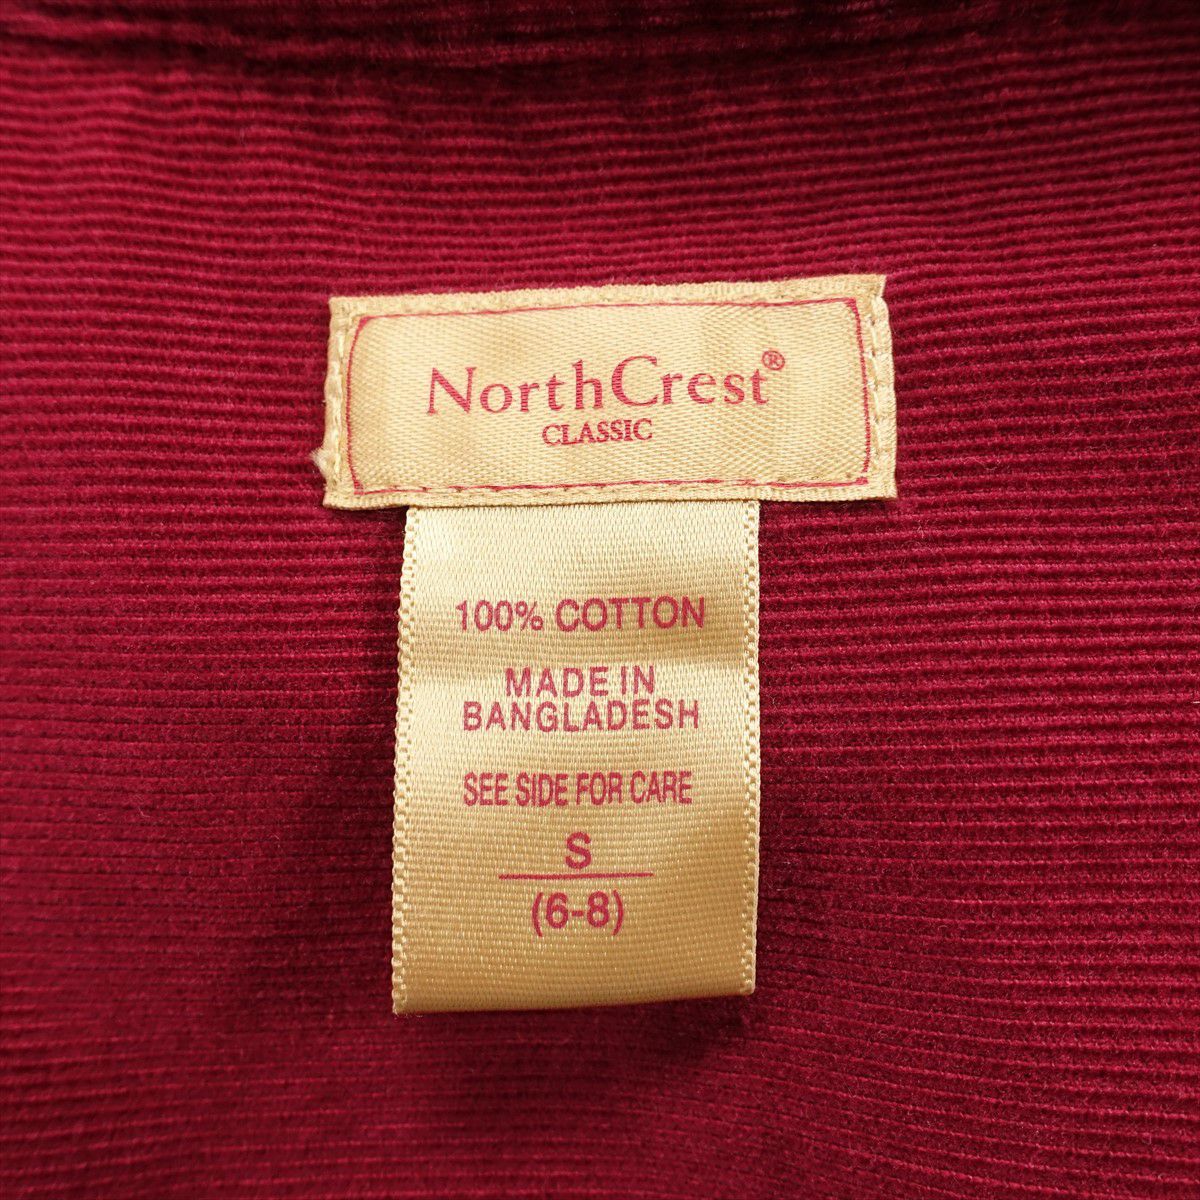 NorthCrest®
CLASSIC
100% COTTON
MADE IN
BANGLADESH
SEE SIDE FOR CARE
S
(6-8)